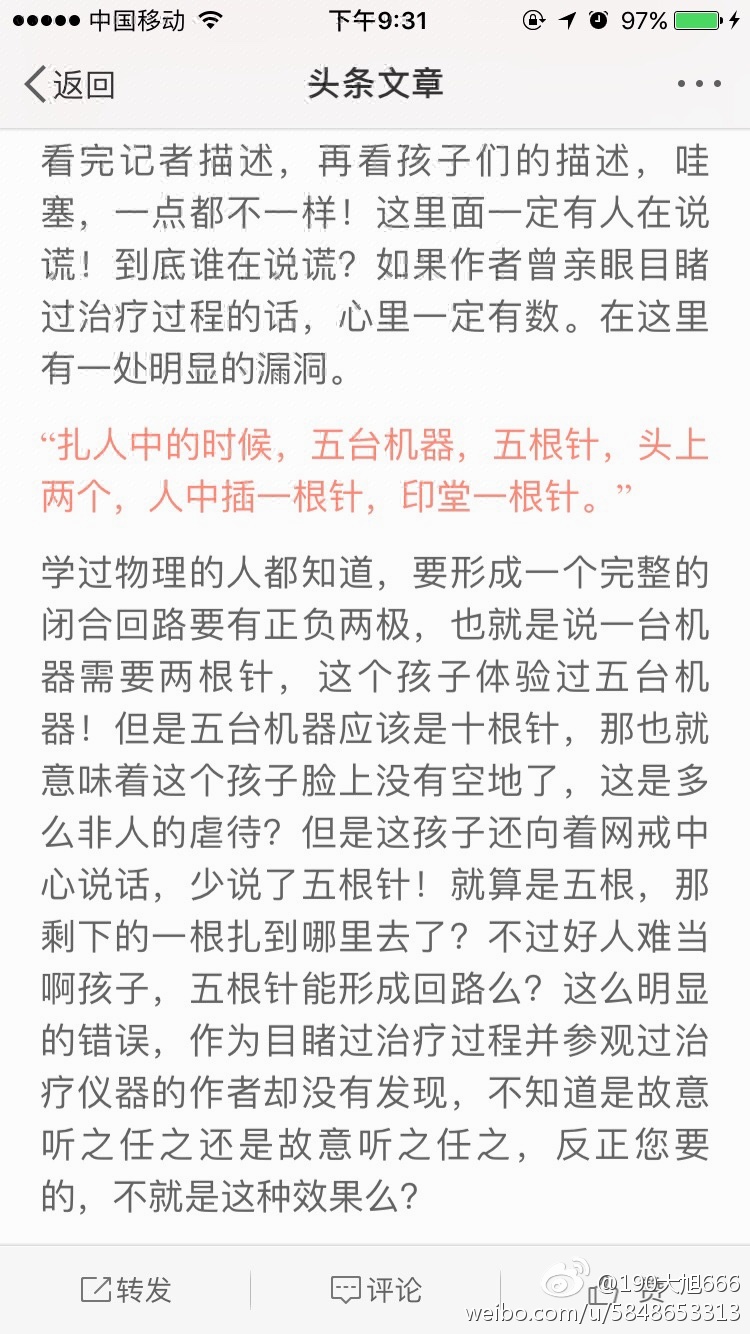 中国移动 下午9:31 97%
返回 头条文章
看完记者描述，再看孩子们的描述，哇
塞，一点都不一样！这里面一定有人在说
谎！到底谁在说谎？如果作者曾亲眼目睹
过治疗过程的话，心里一定有数。在这里
有一处明显的漏洞。
“扎人中的时候，五台机器，五根针，头上
两个，人中插一根针，印堂一根针。”
学过物理的人都知道，要形成一个完整的
闭合回路要有正负两极，也就是说一台机
器需要两根针，这个孩子体验过五台机
器！但是五台机器应该是十根针，那也就
意味着这个孩子脸上没有空地了，这是多
么非人的虐待？但是这孩子还向着网戒中
心说话，少说了五根针！就算是五根，那
剩下的一根扎到哪里去了？不过好人难当
啊孩子，五根针能形成回路么？这么明显
的错误，作为目睹过治疗过程并参观过治
疗仪器的作者却没有发现，不知道是故意
听之任之还是故意听之任之，反正您要
的，不就是这种效果么？
转发 评论 赞
@190大旭666
weibo.com/u/5848653313